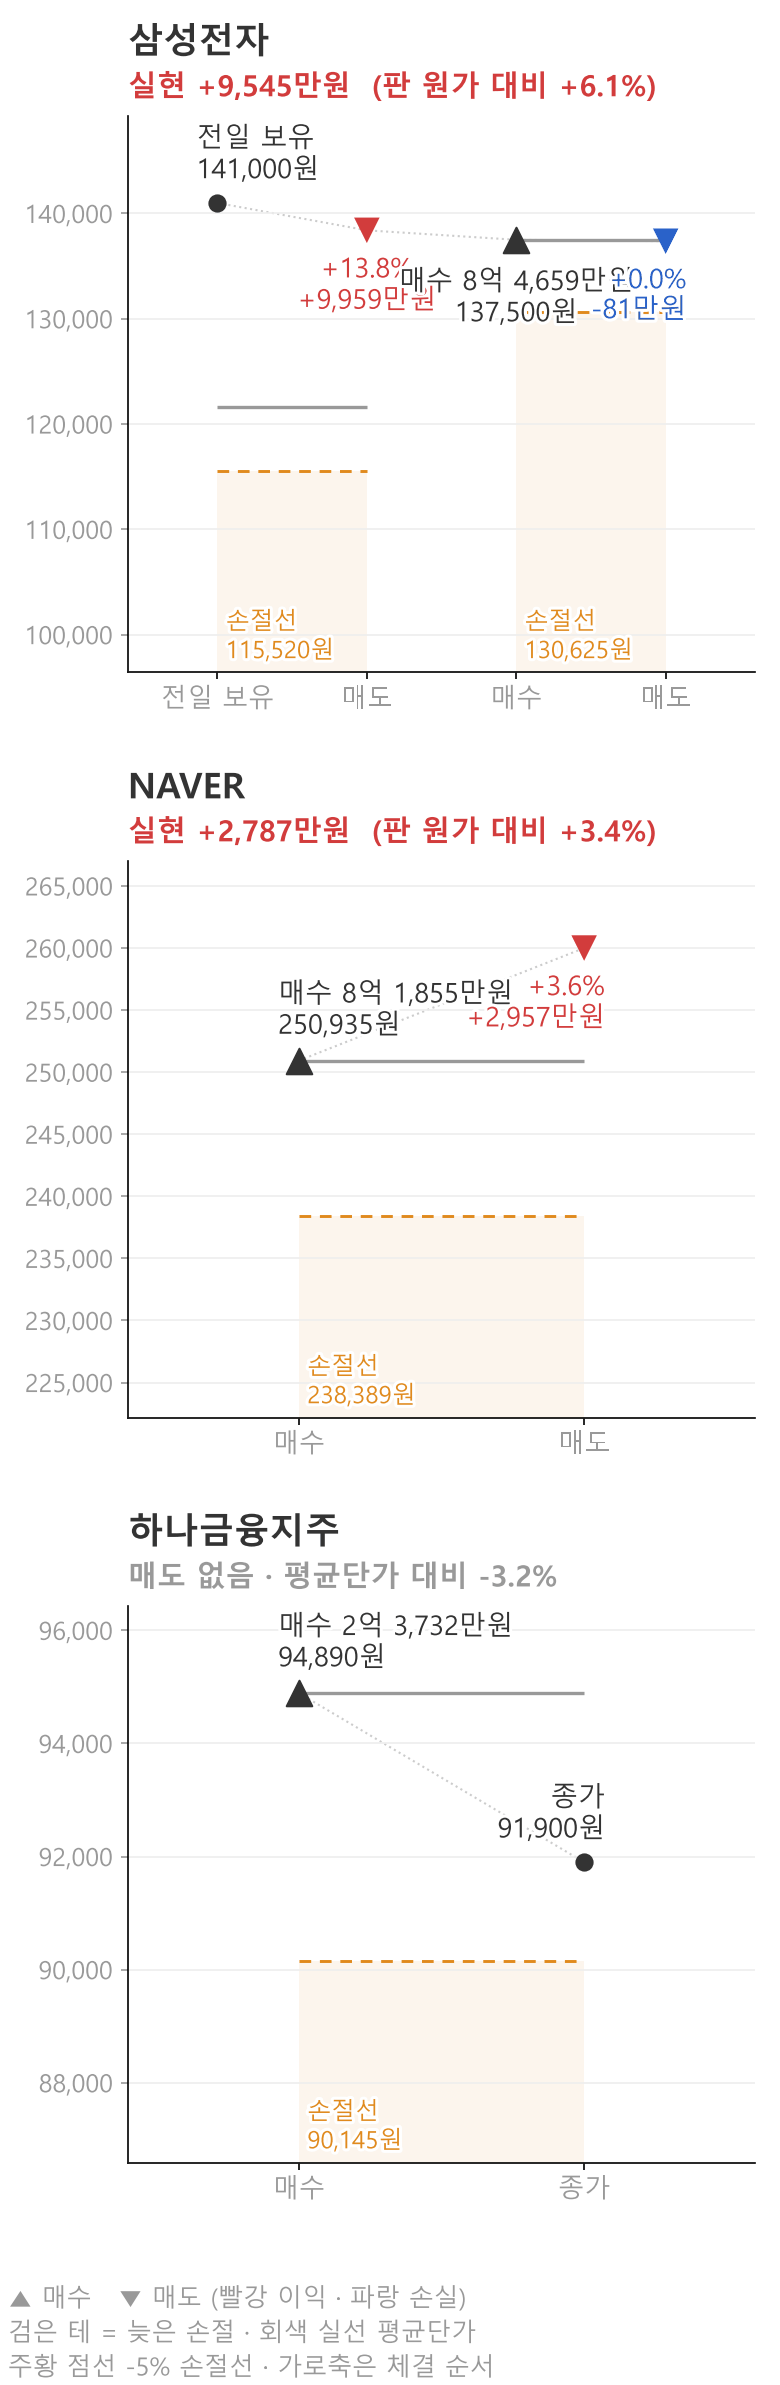 삼성전자
실현 +9,545만원 (판 원가 대비 +6.1%)
전일 보유
141,000원
140,000
+13.8%
+9,959만원
매수 8억 4,659만원
137,500원
+0.0%
-81만원
130,000
120,000
110,000
손절선
115,520원
손절선
130,625원
100,000
전일 보유
매도
매수
매도
NAVER
실현 +2,787만원 (판 원가 대비 +3.4%)
265,000
260,000
매수 8억 1,855만원
250,935원
+3.6%
+2,957만원
255,000
250,000
245,000
240,000
235,000
230,000
225,000
손절선
238,389원
매수
매도
하나금융지주
매도 없음 · 평균단가 대비 -3.2%
96,000
매수 2억 3,732만원
94,890원
94,000
종가
91,900원
92,000
90,000
88,000
손절선
90,145원
매수
종가
▲ 매수 ▼ 매도 (빨강 이익 · 파랑 손실)
검은 테 = 늦은 손절 · 회색 실선 평균단가
주황 점선 -5% 손절선 · 가로축은 체결 순서